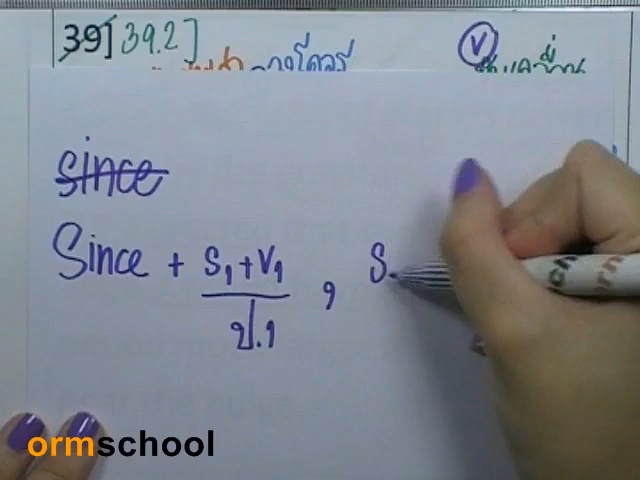 39] 39.2]
V
since
Since + S1 + V1 , S
ป.1
ormschool